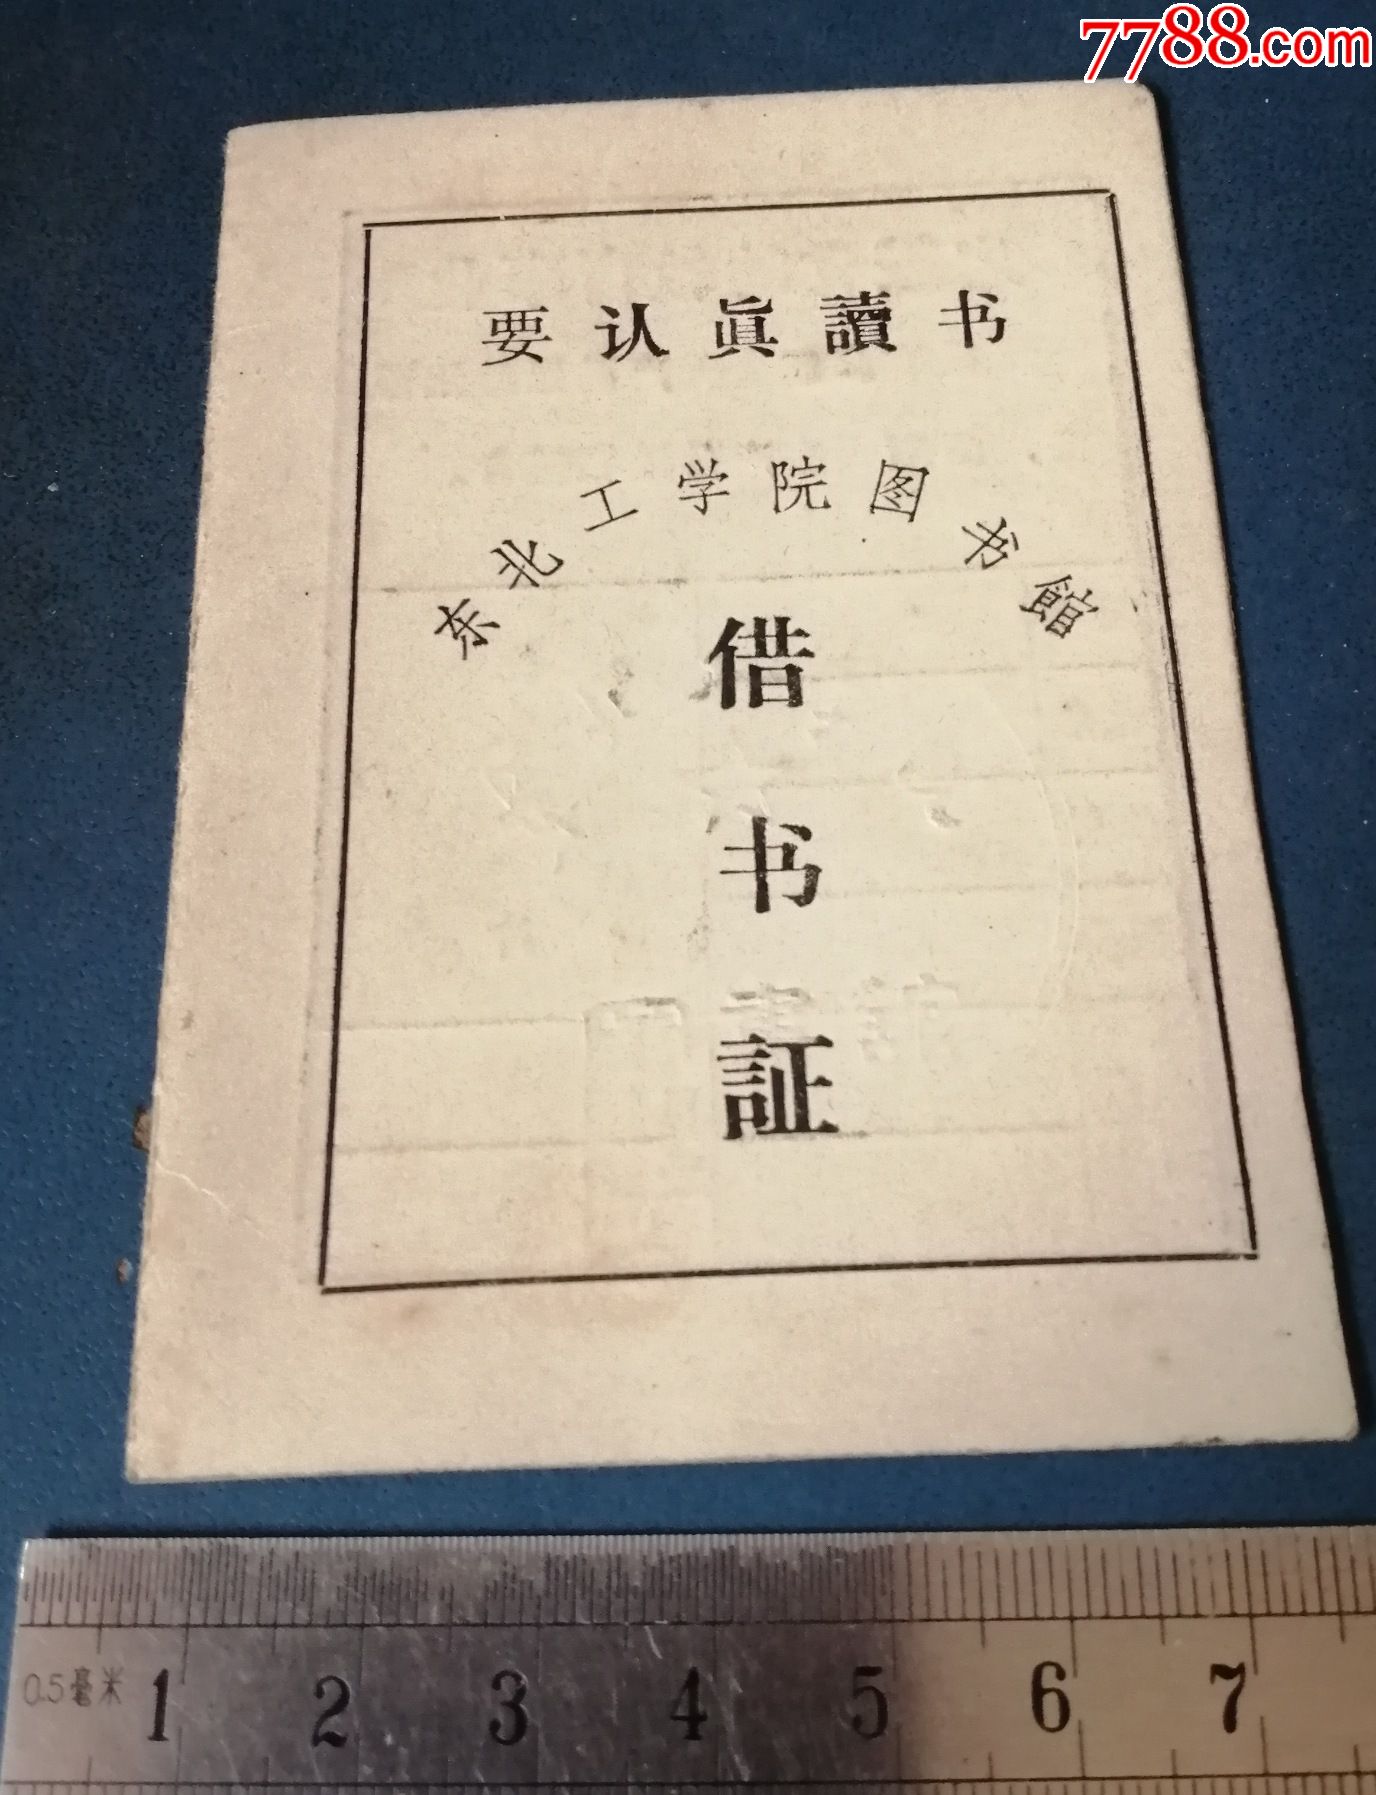 7788.com
要认眞讀书
东北工学院图书館
借
书
証
0.5毫米 1 2 3 4 5 6 7